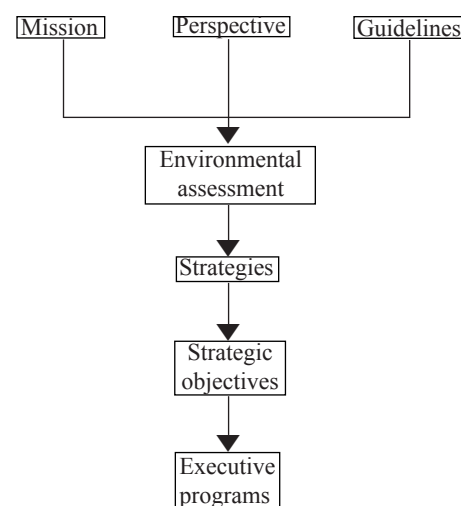 Mission
Perspective
Guidelines
Environmental
assessment
Strategies
Strategic
objectives
Executive
programs